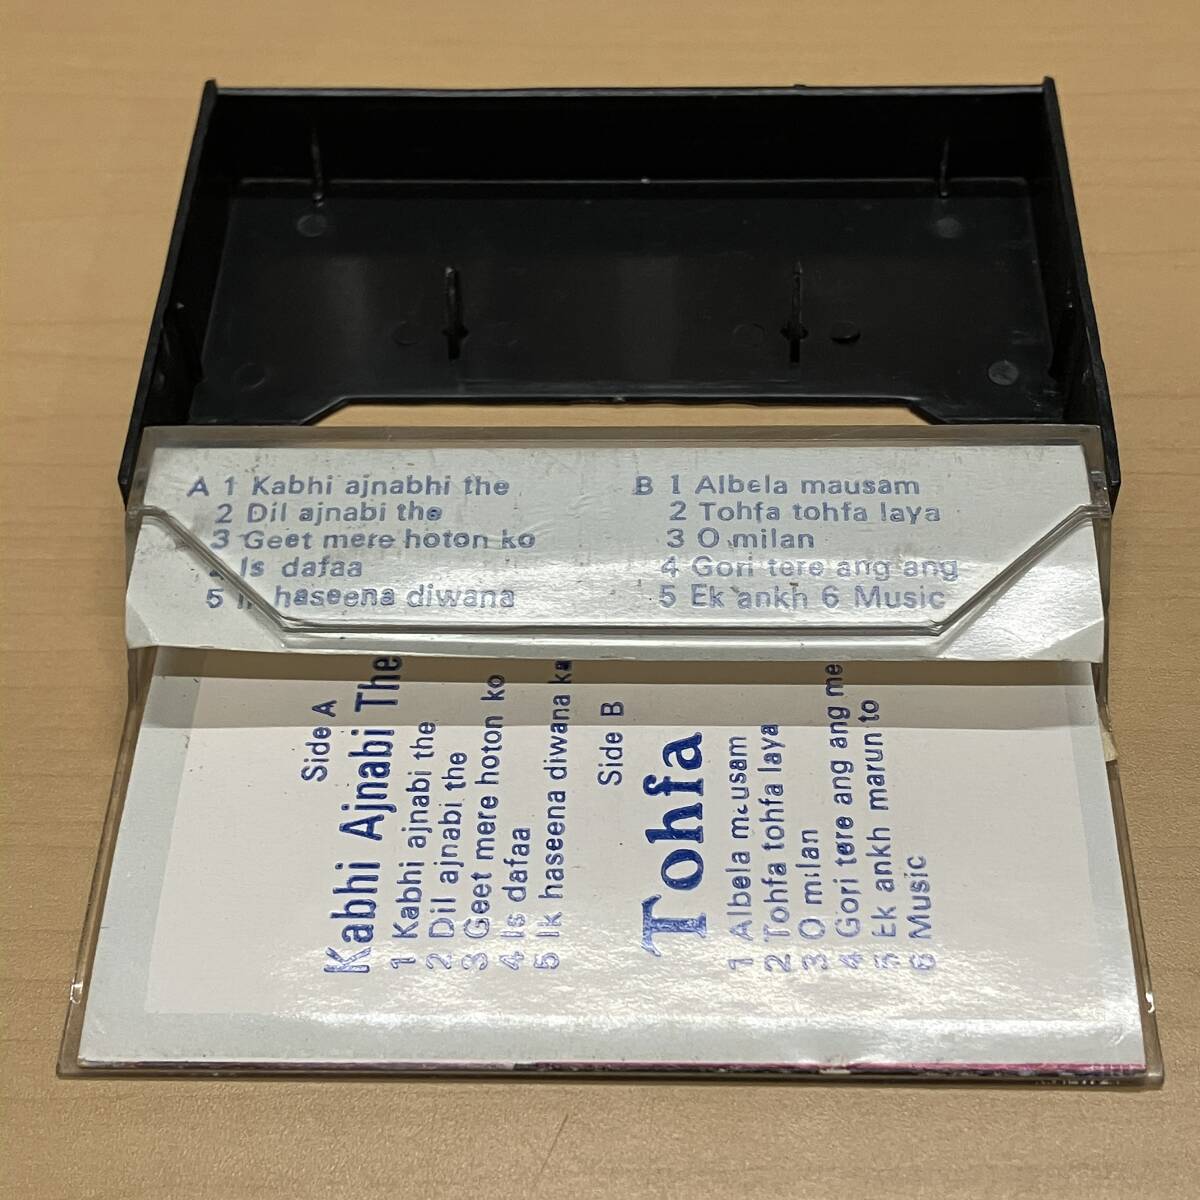 A 1 Kabhi ajnabhi the
2 Dil ajnabi the
3 Geet mere hoton ko
Is dafaa
5 haseena diwana
B 1 Albela mausam
2 Tohfa tohfa laya
3 O milan
4 Gori tere ang ang
5 Ek ankh 6 Music
Side A
Kabhi Ajnabi The
1 Kabhi ajnabi the
2 Dil ajnabi the
3 Geet mere hoton ko
4 Is dafaa
5 Ik haseena diwana
Side B
Tohfa
1 Albela mausam
2 Tohfa tohfa laya
3 O milan
4 Gori tere ang ang me
5 Ek ankh marun to
6 Music